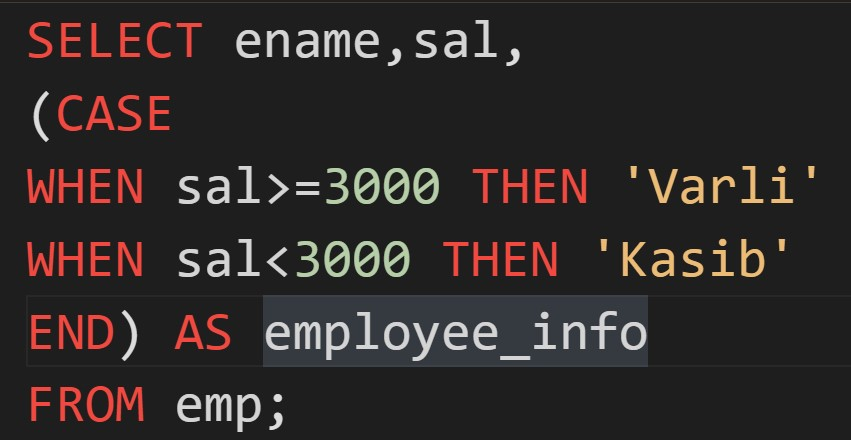 SELECT ename,sal,
(CASE
WHEN sal>=3000 THEN 'Varli'
WHEN sal<3000 THEN 'Kasib'
END) AS employee_info
FROM emp;